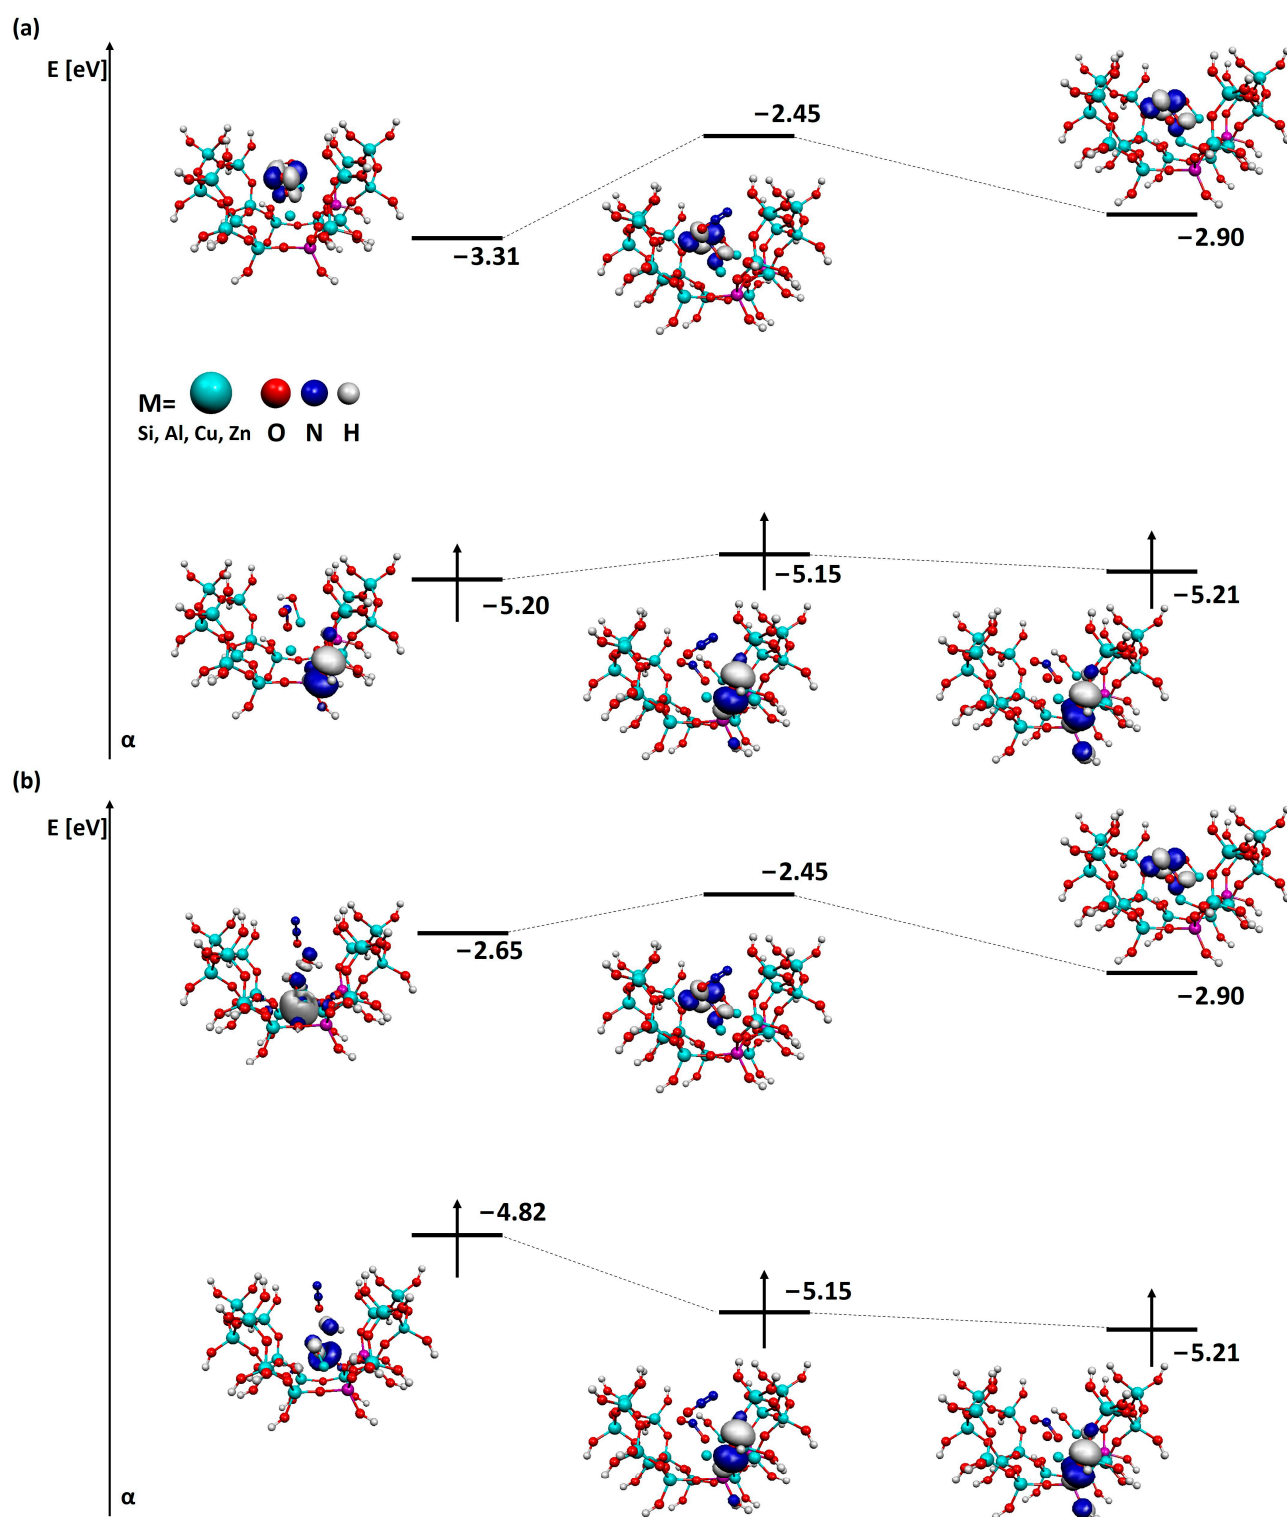 (a)
E [eV]
−2.45
−3.31
−2.90
M=
Si, Al, Cu, Zn O N H
−5.20
−5.15
−5.21
α
(b)
E [eV]
−2.45
−2.65
−2.90
−4.82
−5.15
−5.21
α